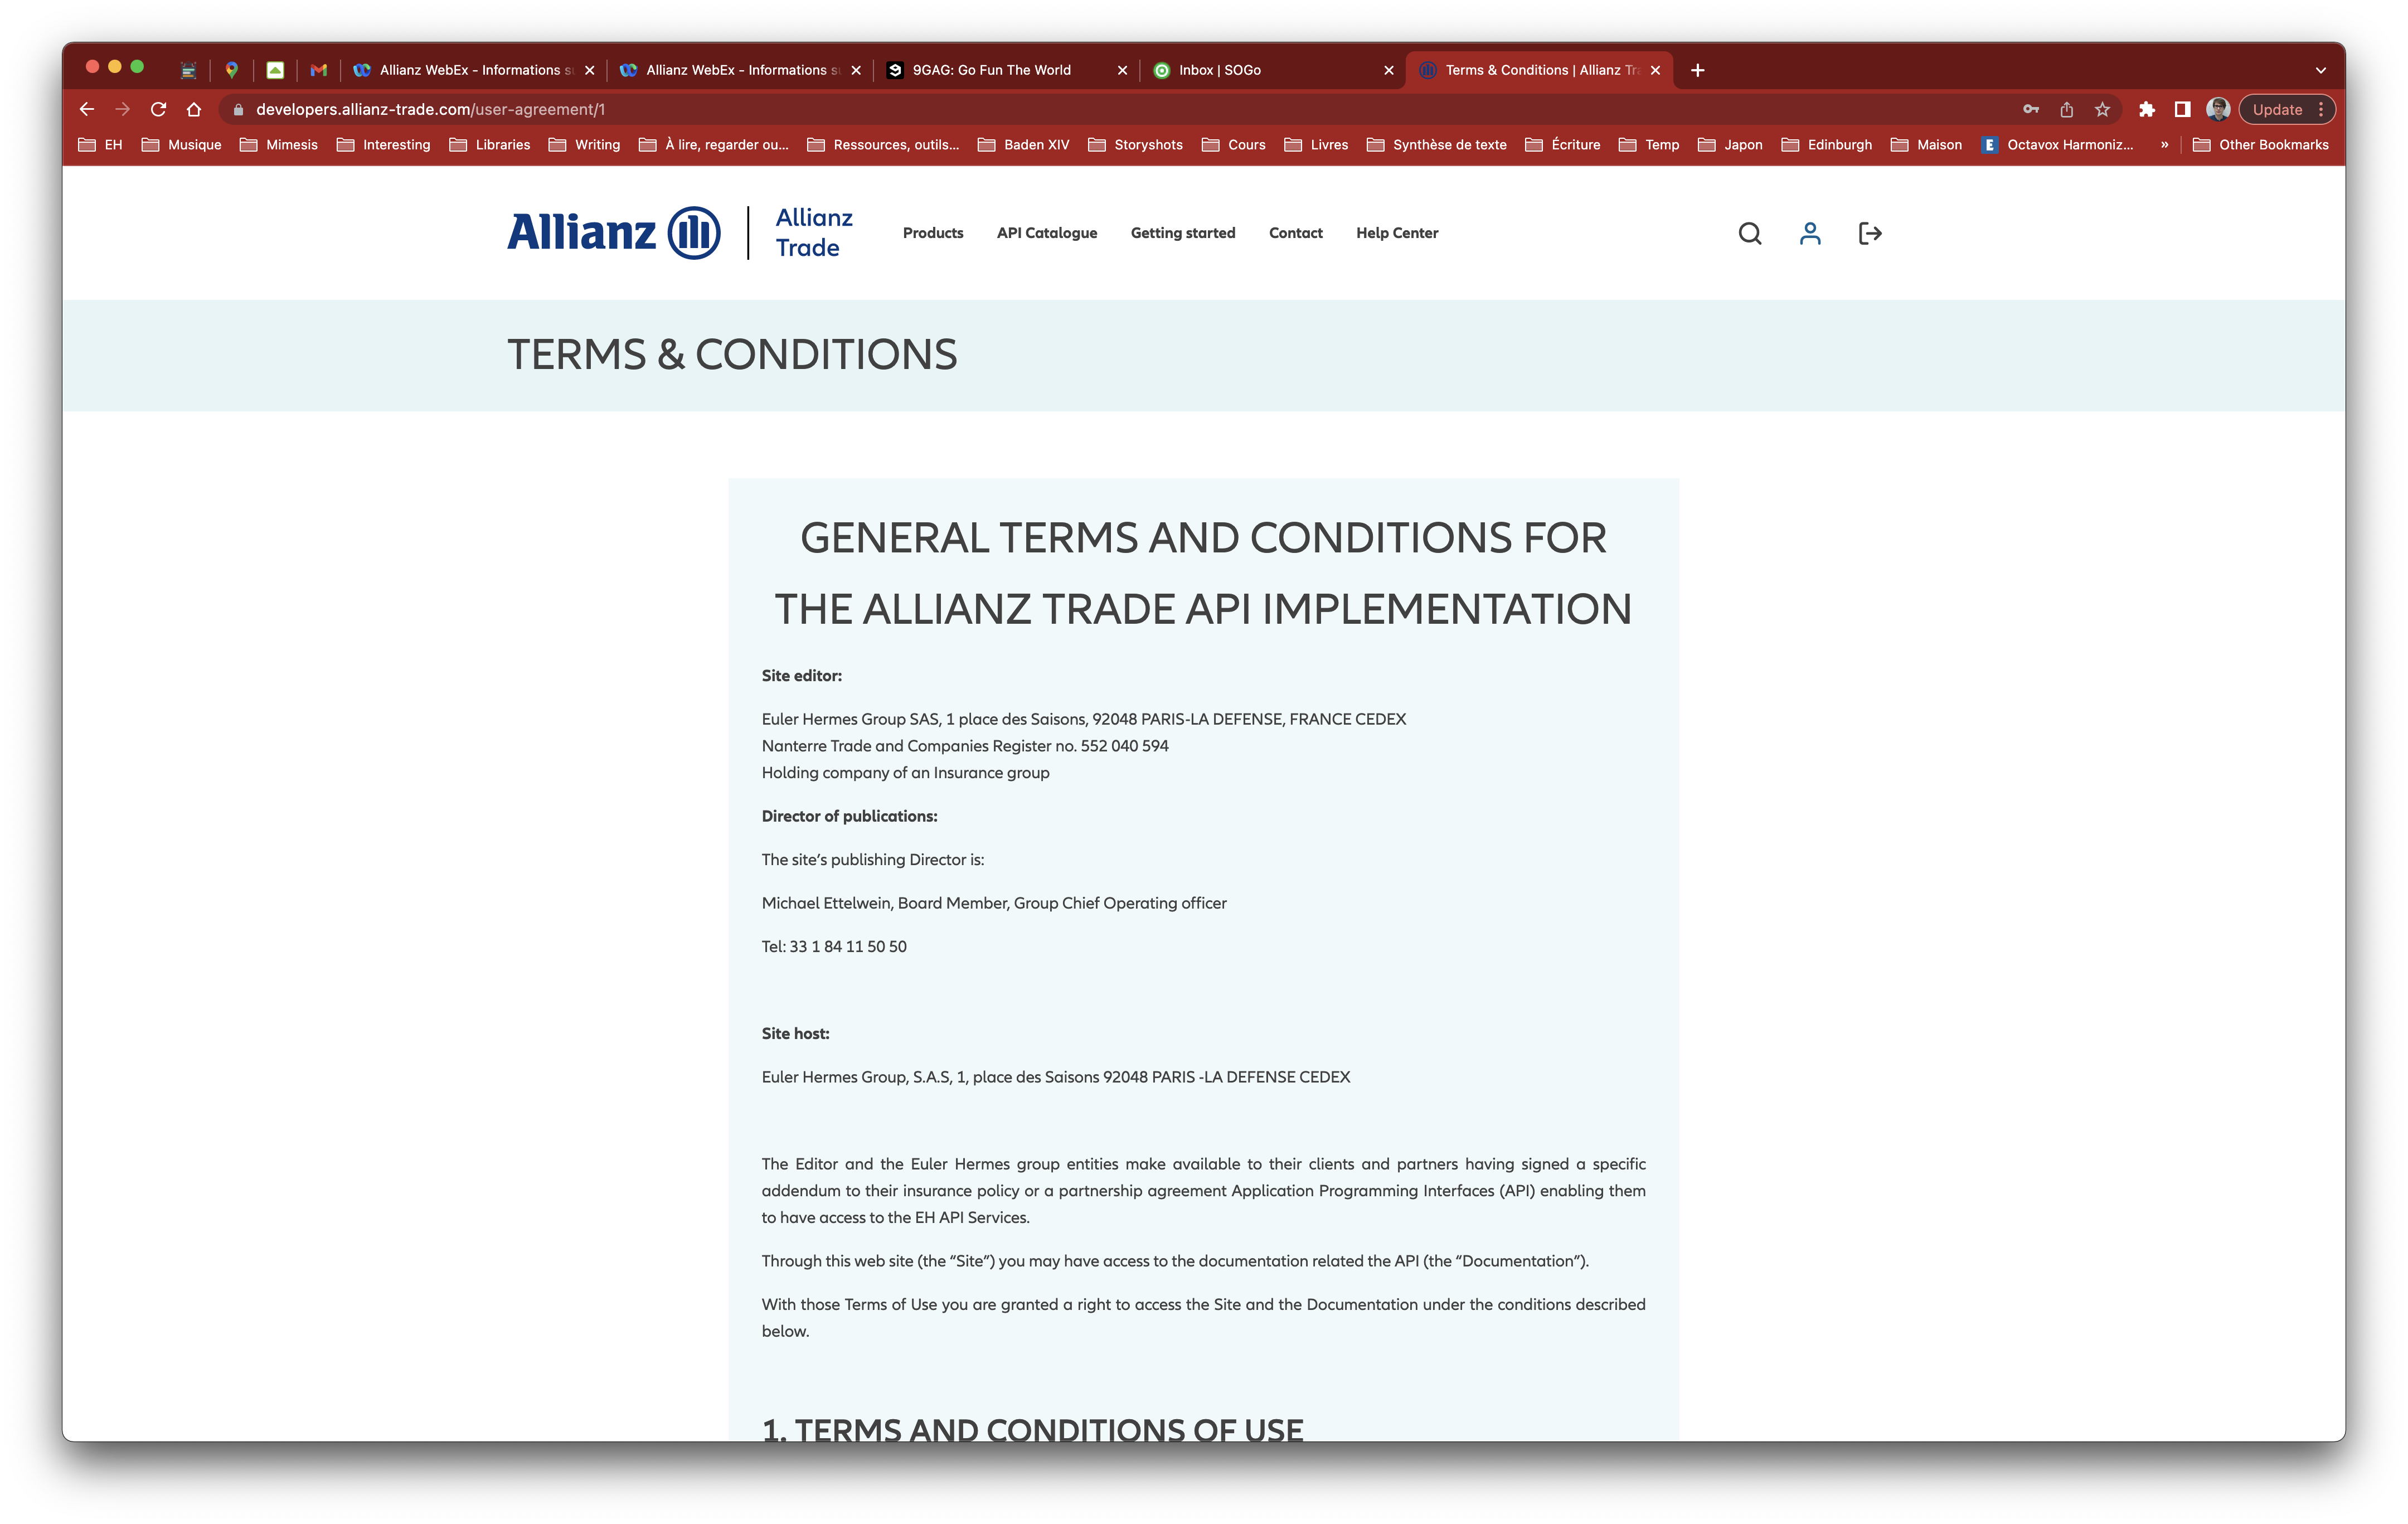 Allianz WebEx - Informations su
Allianz WebEx - Informations su
9GAG: Go Fun The World
Inbox | SOGo
Terms & Conditions | Allianz Tra
developers.allianz-trade.com/user-agreement/1
Update
EH
Musique
Mimesis
Interesting
Libraries
Writing
À lire, regarder ou...
Ressources, outils...
Baden XIV
Storyshots
Cours
Livres
Synthèse de texte
Écriture
Temp
Japon
Edinburgh
Maison
Octavox Harmoniz...
»
Other Bookmarks
Allianz
Allianz
Trade
Products
API Catalogue
Getting started
Contact
Help Center
TERMS & CONDITIONS
GENERAL TERMS AND CONDITIONS FOR
THE ALLIANZ TRADE API IMPLEMENTATION
Site editor:
Euler Hermes Group SAS, 1 place des Saisons, 92048 PARIS-LA DEFENSE, FRANCE CEDEX
Nanterre Trade and Companies Register no. 552 040 594
Holding company of an Insurance group
Director of publications:
The site’s publishing Director is:
Michael Ettelwein, Board Member, Group Chief Operating officer
Tel: 33 1 84 11 50 50
Site host:
Euler Hermes Group, S.A.S, 1, place des Saisons 92048 PARIS -LA DEFENSE CEDEX
The Editor and the Euler Hermes group entities make available to their clients and partners having signed a specific
addendum to their insurance policy or a partnership agreement Application Programming Interfaces (API) enabling them
to have access to the EH API Services.
Through this web site (the “Site”) you may have access to the documentation related the API (the “Documentation”).
With those Terms of Use you are granted a right to access the Site and the Documentation under the conditions described
below.
1. TERMS AND CONDITIONS OF USE